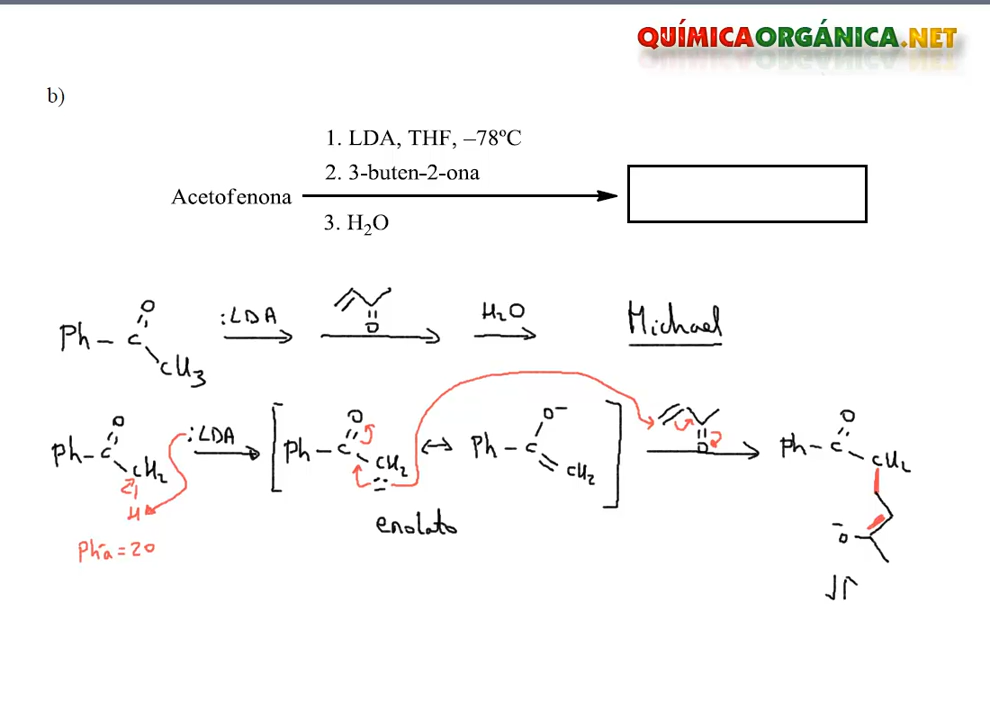 QUÍMICAORGÁNICA.NET
b)
1. LDA, THF, –78ºC
2. 3-buten-2-ona
Acetofenona
3. H₂O
O
Ph – C
CH₃
:LDA
O
H₂O
Michael
O
Ph – C
CH₂
H
:LDA
O
Ph – C
CH₂
↔
O⁻
Ph – C
CH₂
O
O
Ph – C
CH₂
⁻O
enolato
Pka = 20